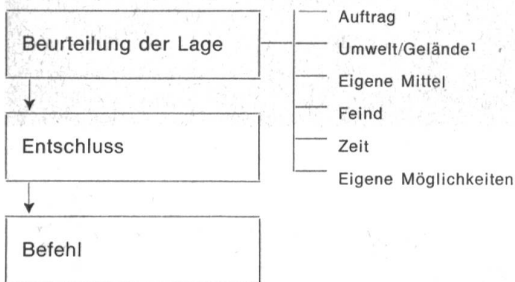 Beurteilung der Lage
Auftrag
Umwelt/Gelände¹
Eigene Mittel
Feind
Zeit
Eigene Möglichkeiten
Entschluss
Befehl